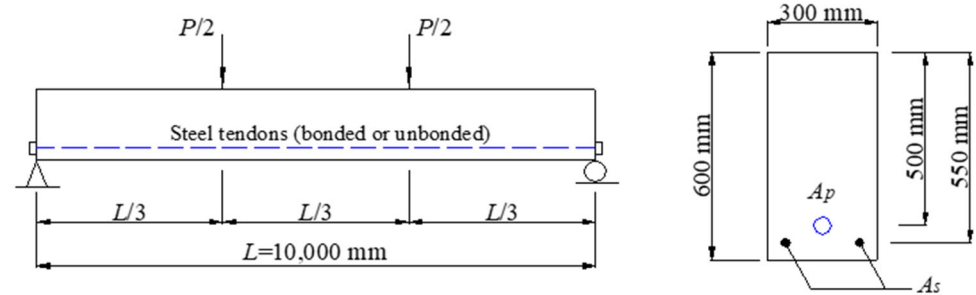 P/2
P/2
Steel tendons (bonded or unbonded)
L/3
L/3
L/3
L=10,000 mm
300 mm
600 mm
500 mm
550 mm
Ap
As